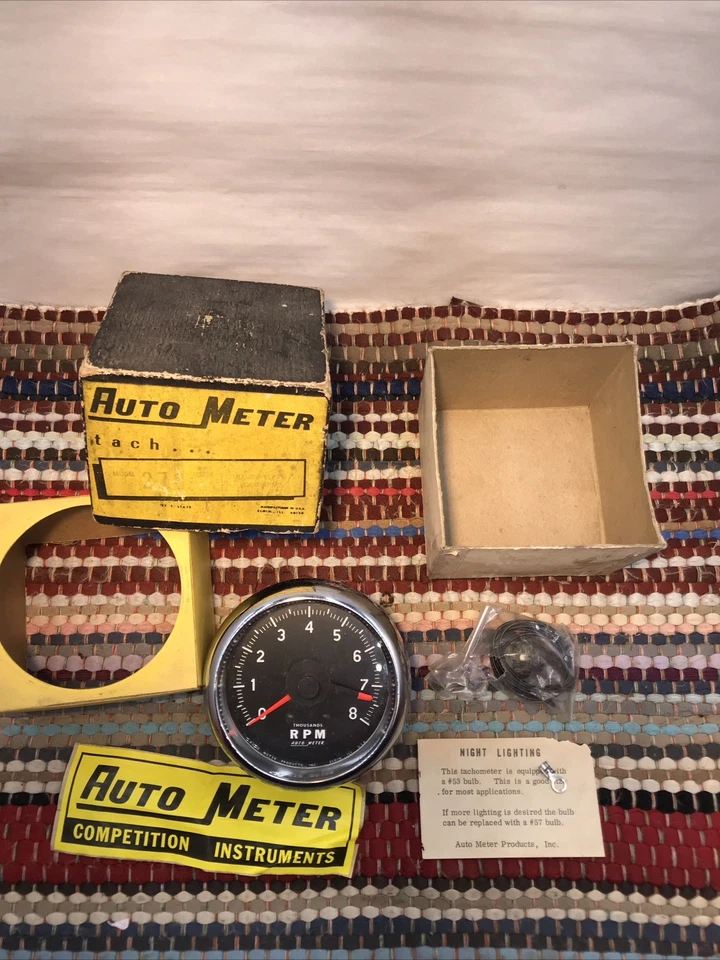 AUTO METER
tach....
MANUFACTURED IN U.S.A.
3
4
5
2
6
1
7
0
8
THOUSANDS
RPM
AUTO METER
AUTO METER
COMPETITION INSTRUMENTS
NIGHT LIGHTING
This tachometer is equipped with
a #53 bulb. This is a good
for most applications.
If more lighting is desired the bulb
can be replaced with a #57 bulb.
Auto Meter Products, Inc.